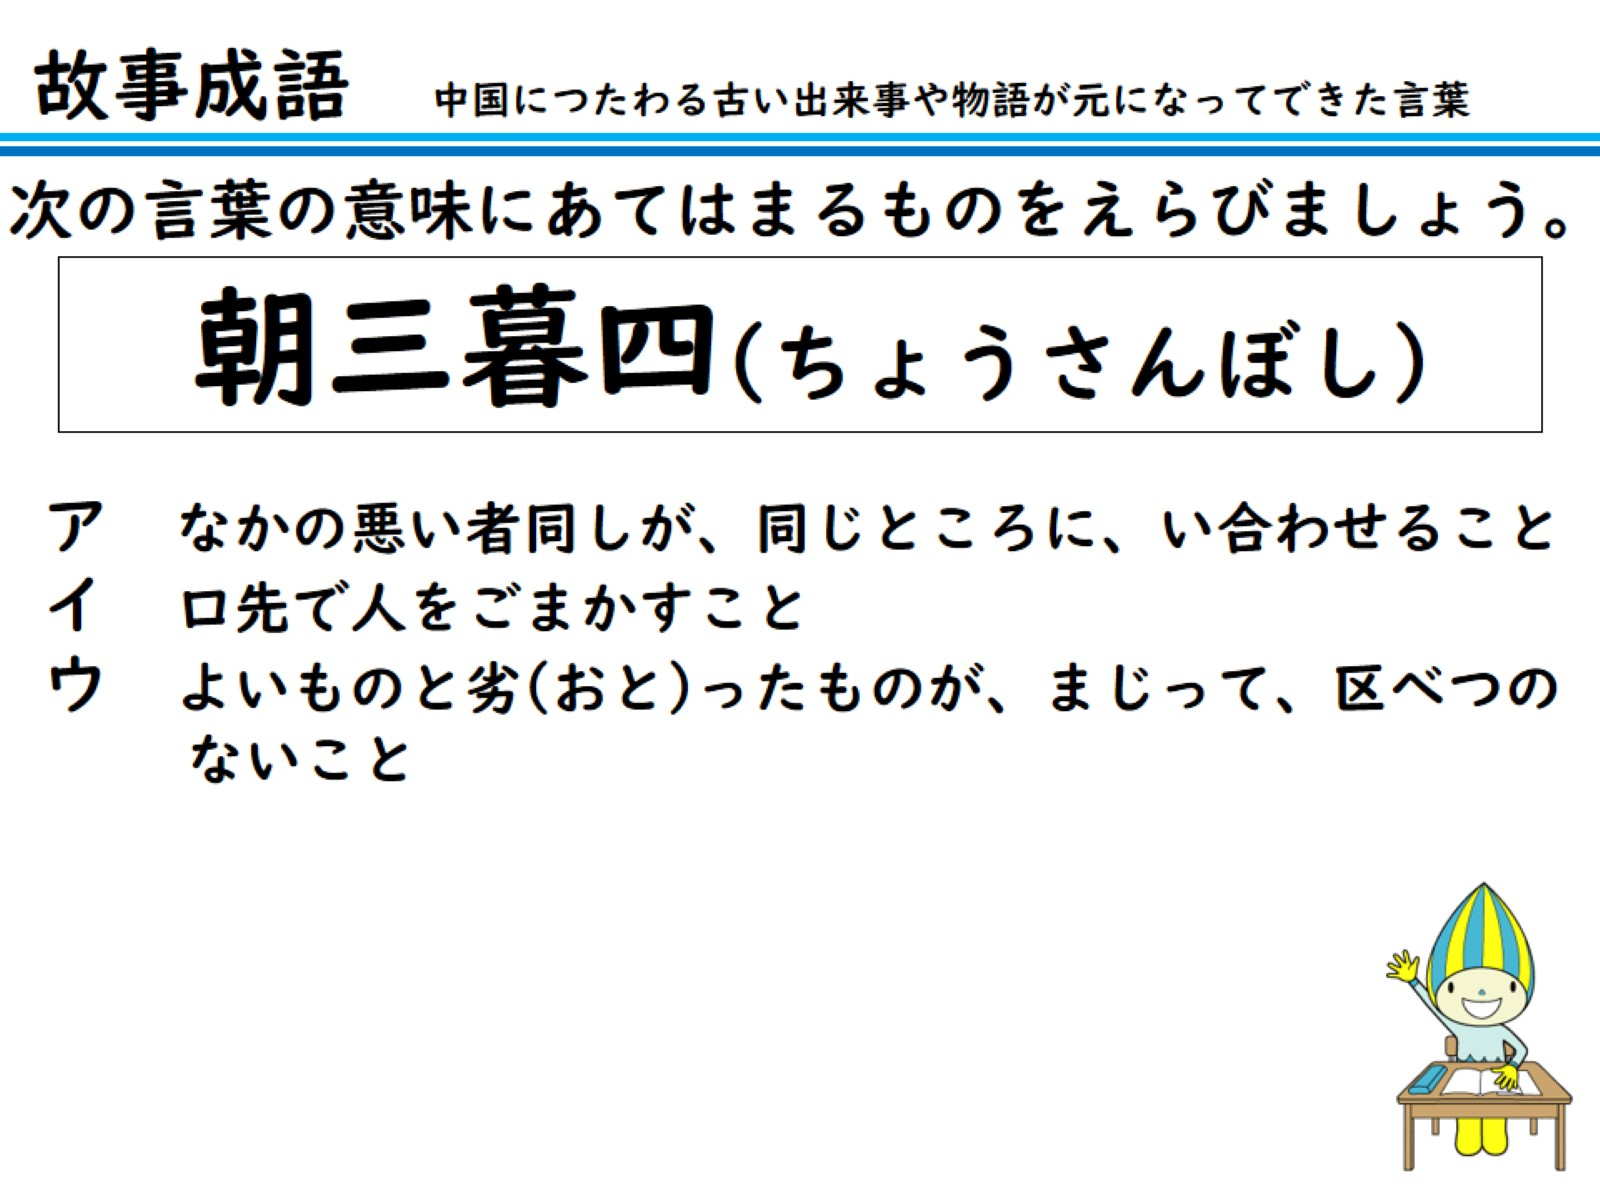 故事成語 中国につたわる古い出来事や物語が元になってできた言葉
次の言葉の意味にあてはまるものをえらびましょう。
朝三暮四(ちょうさんぼし)
ア なかの悪い者同しが、同じところに、い合わせること
イ 口先で人をごまかすこと
ウ よいものと劣(おと)ったものが、まじって、区べつの
ないこと